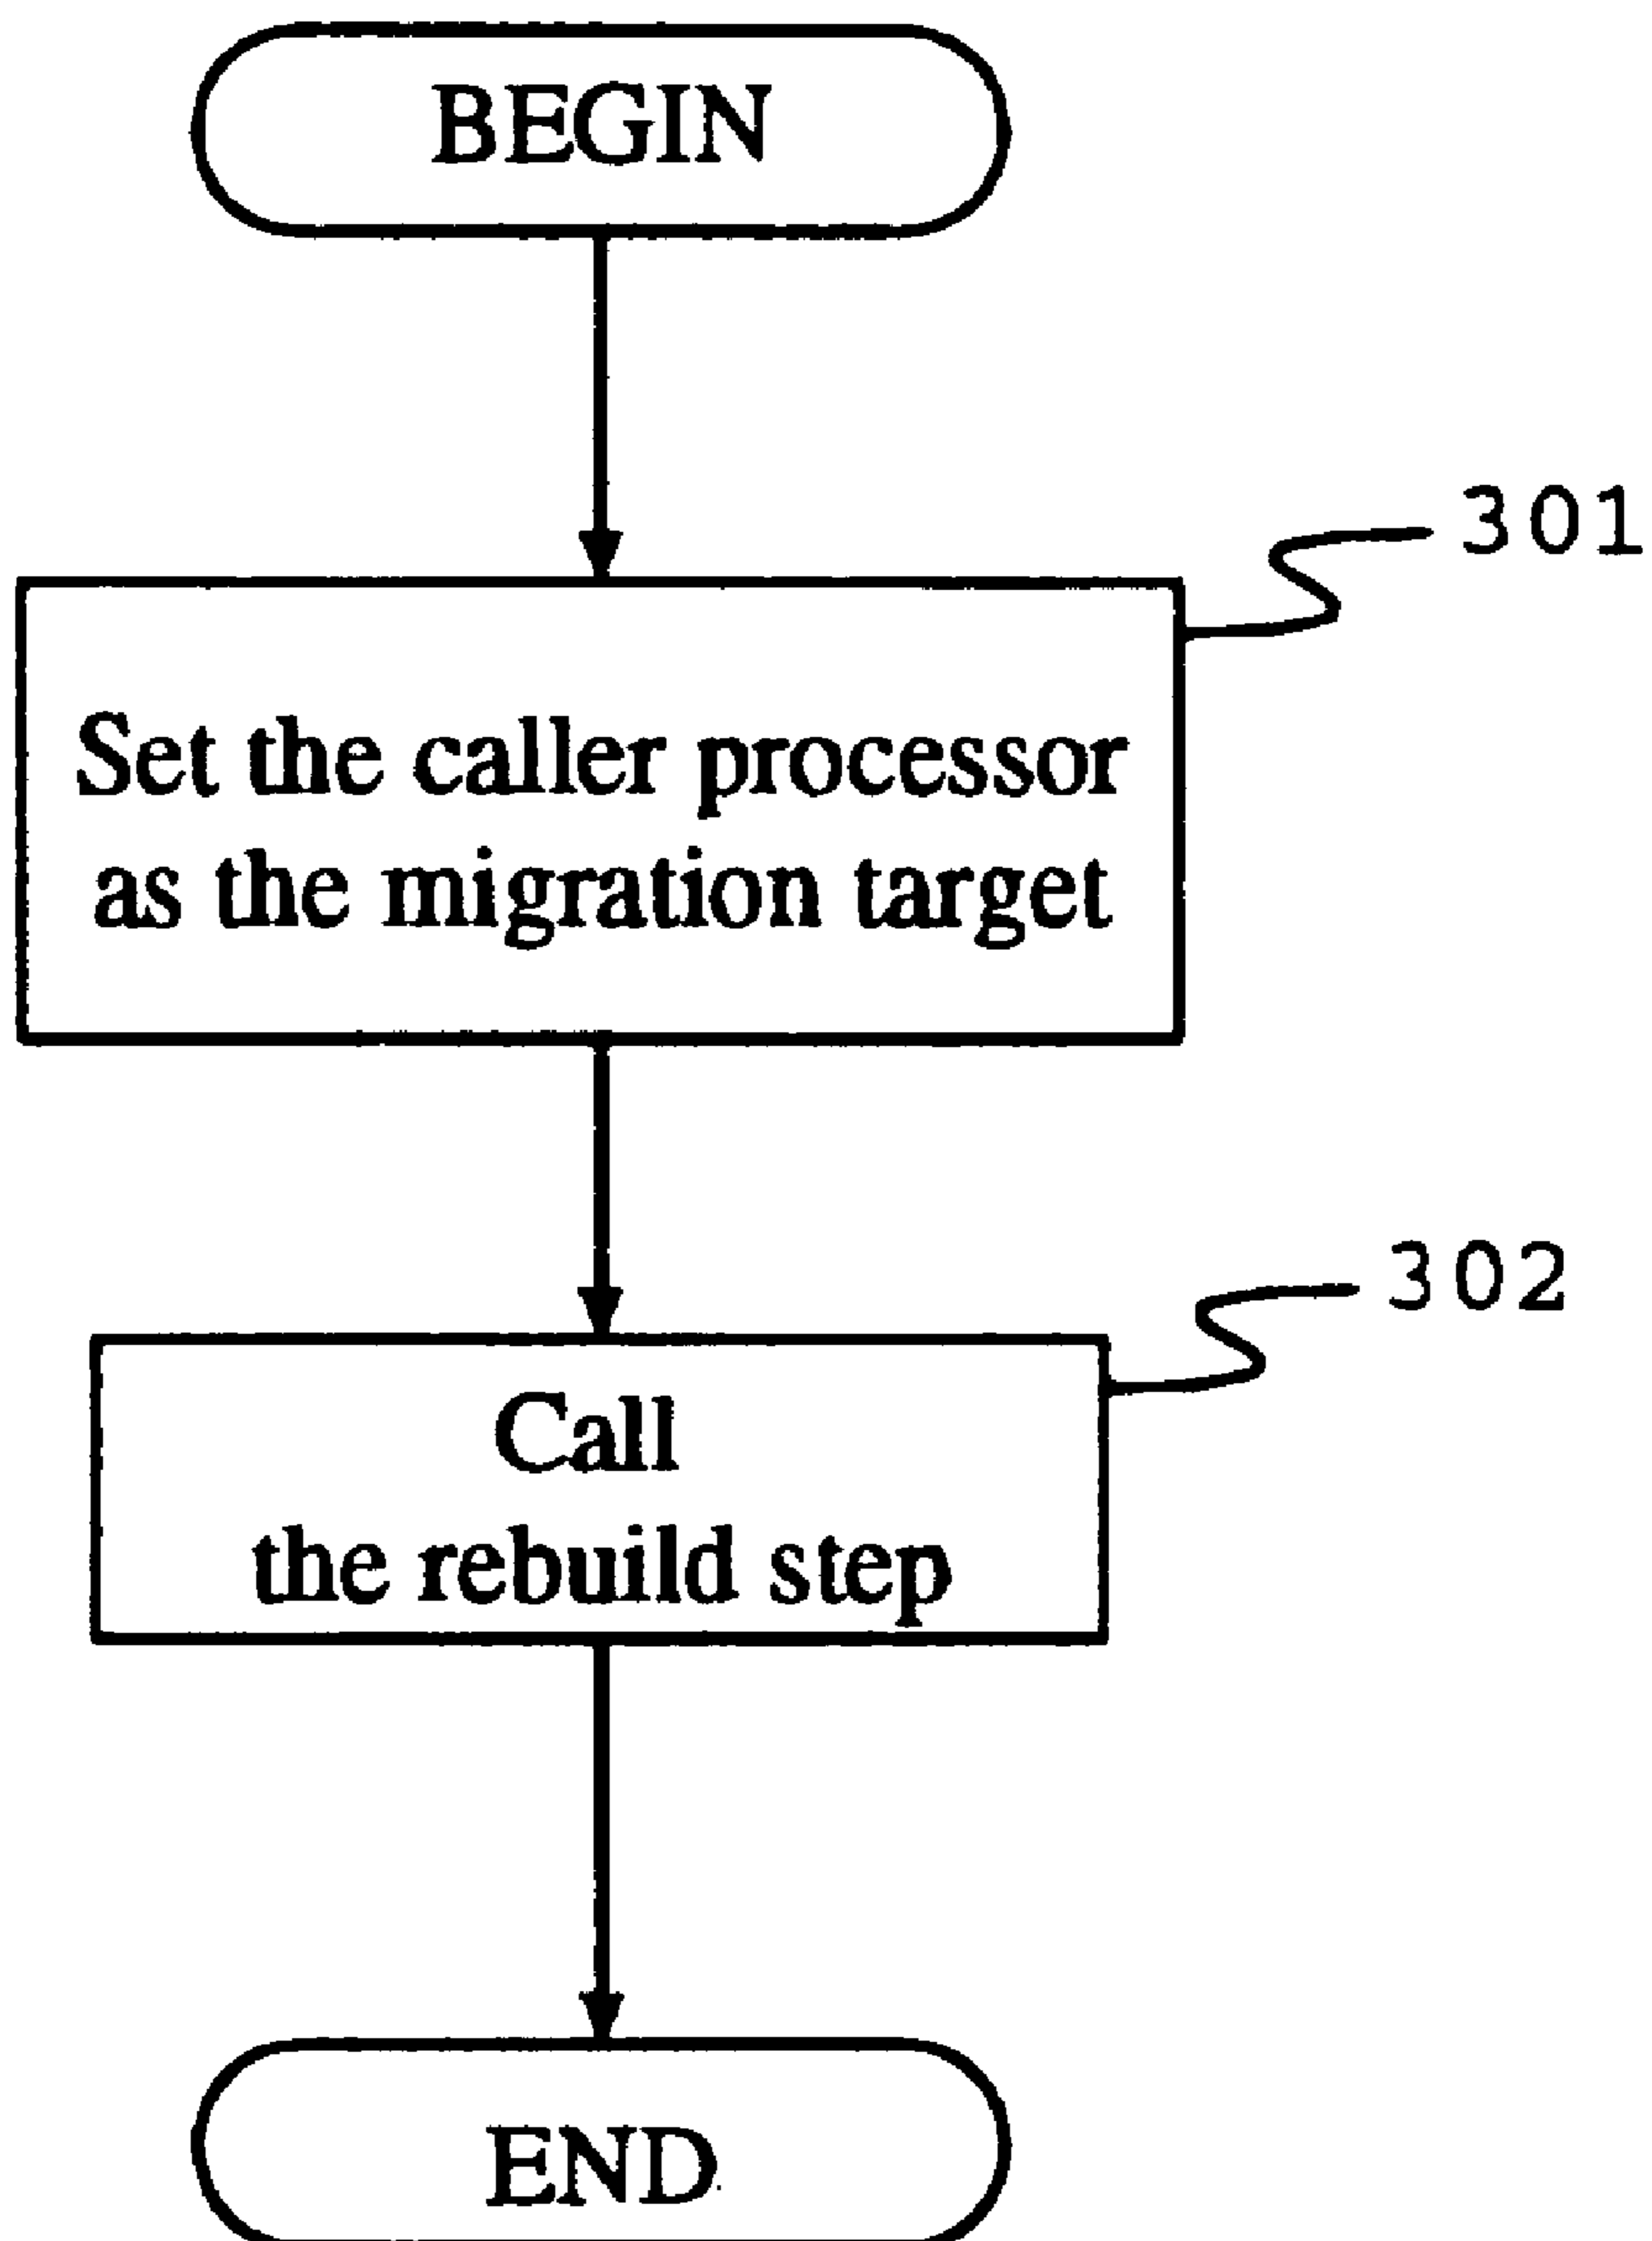 BEGIN
301
Set the caller processor
as the migration target
302
Call
the rebuild step
END